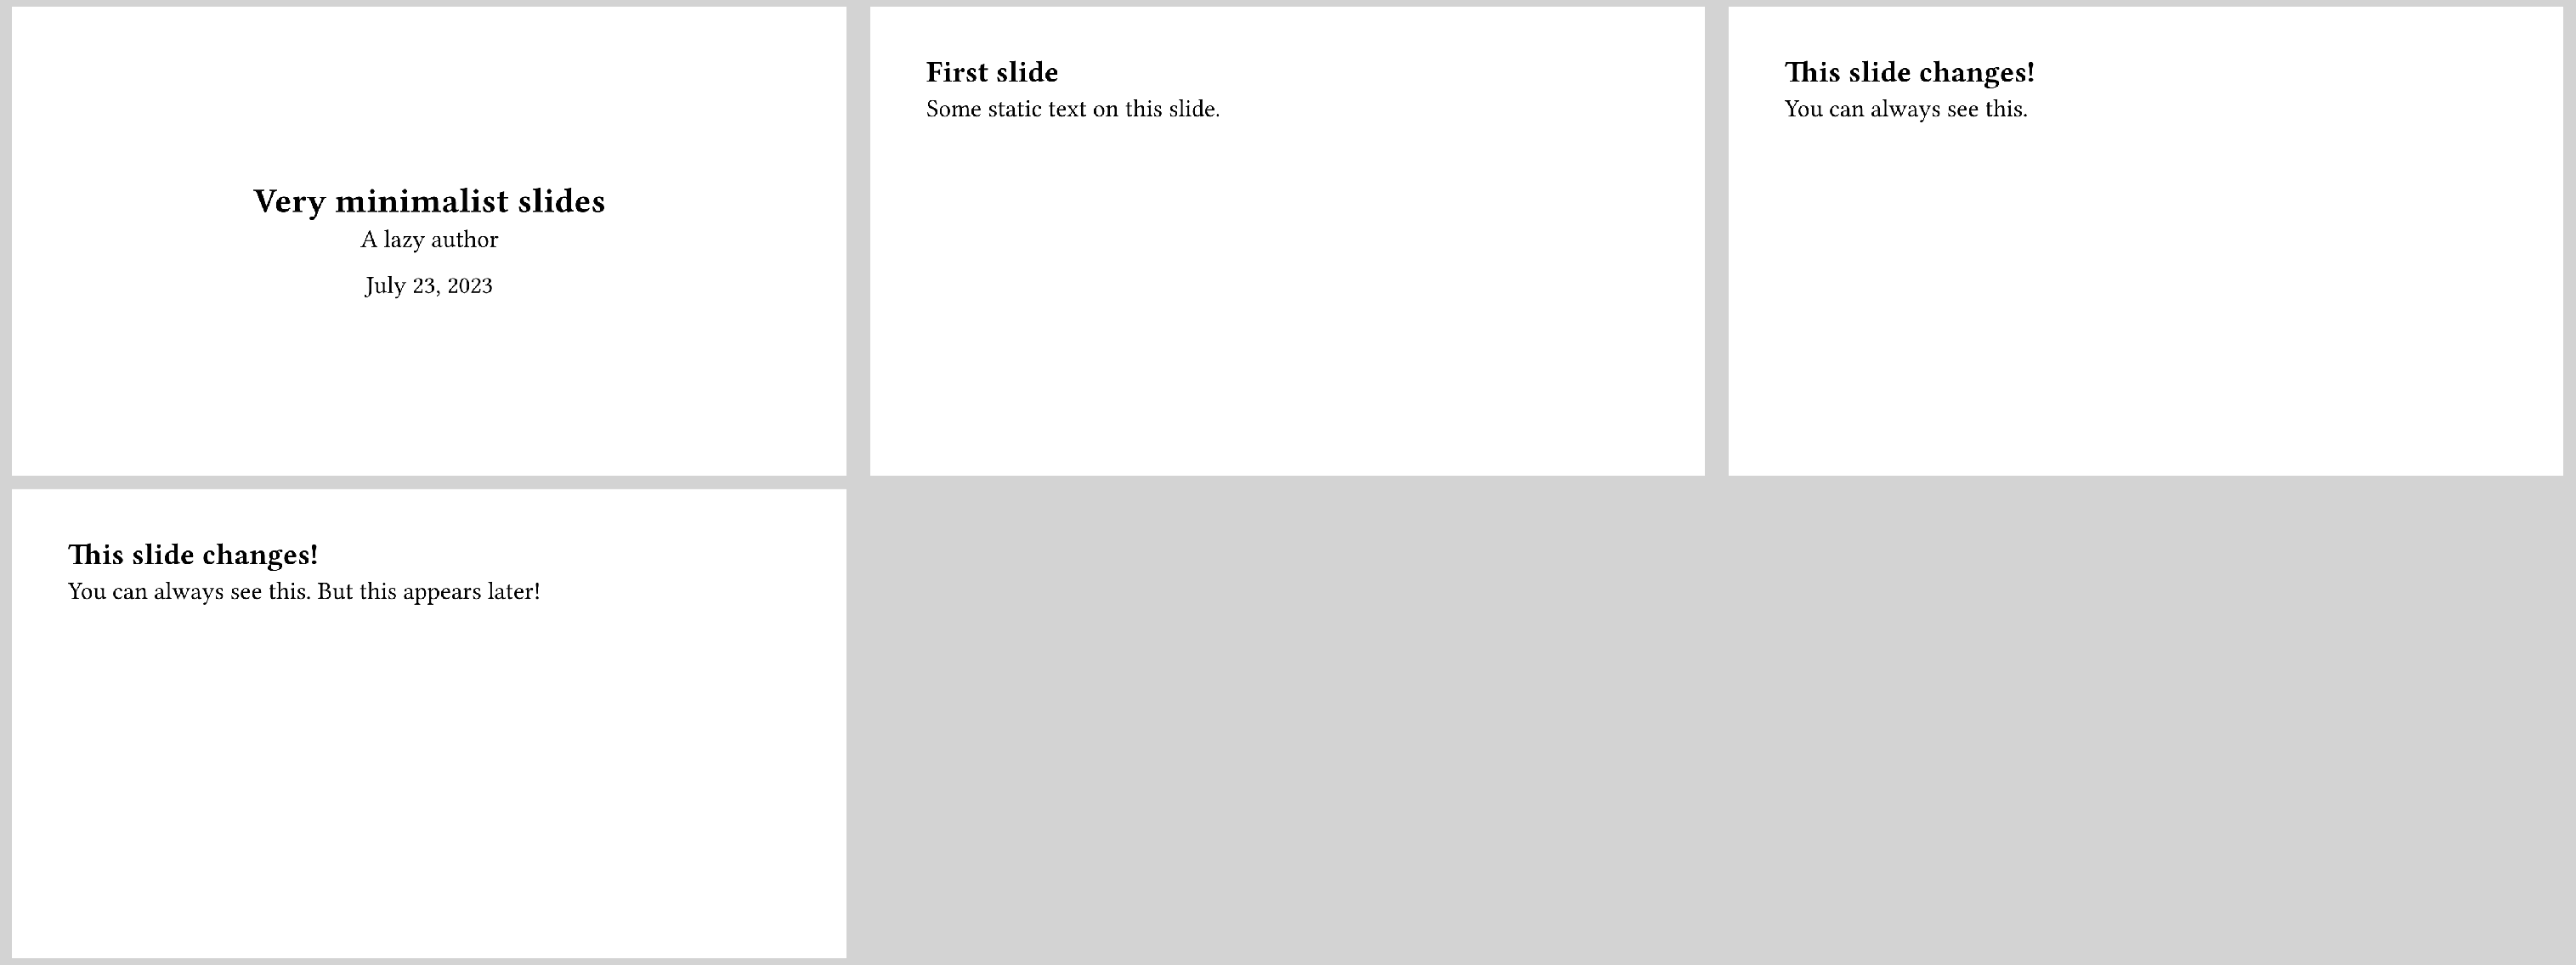 Very minimalist slides
A lazy author
July 23, 2023
First slide
Some static text on this slide.
This slide changes!
You can always see this.
This slide changes!
You can always see this. But this appears later!